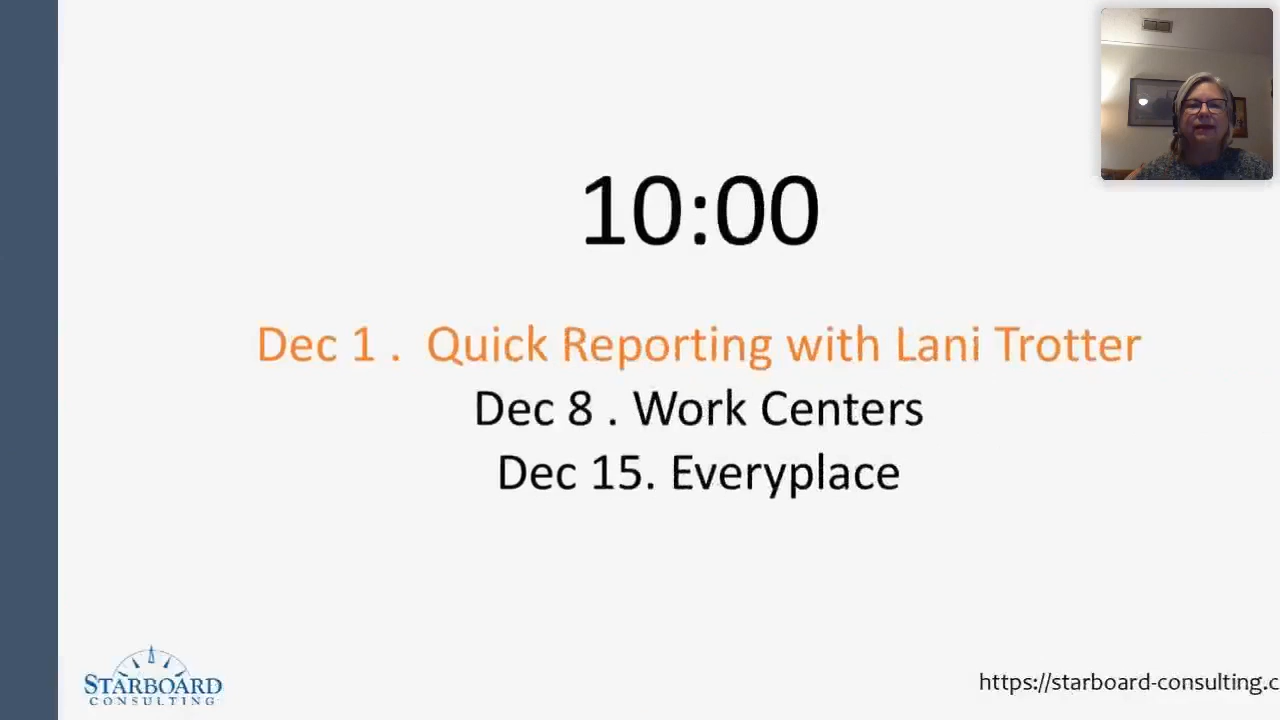 10:00
Dec 1 .  Quick Reporting with Lani Trotter
Dec 8 . Work Centers
Dec 15. Everyplace
STARBOARD
CONSULTING
https://starboard-consulting.c